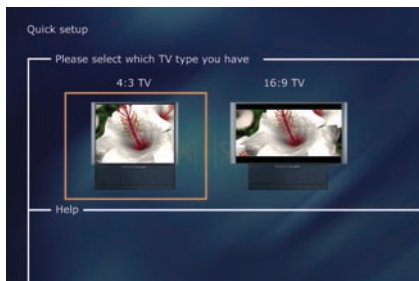 Quick setup
Please select which TV type you have
4:3 TV
16:9 TV
Help